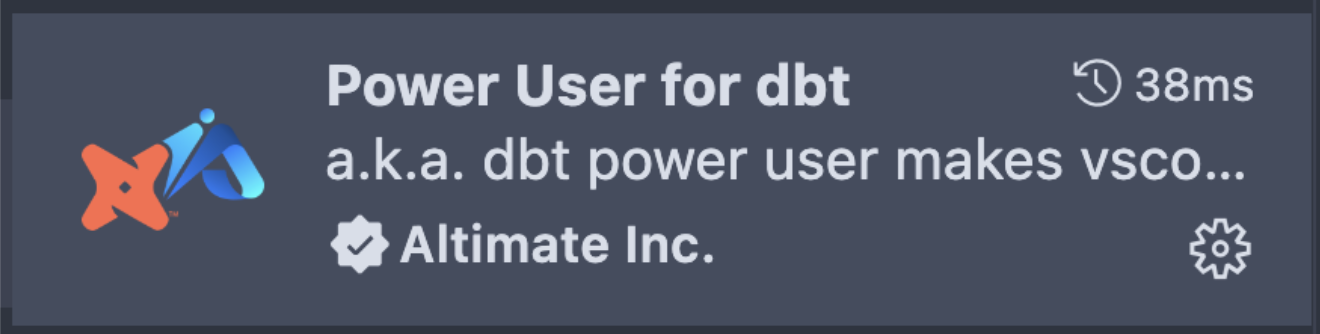 Power User for dbt
38ms
a.k.a. dbt power user makes vsco...
Altimate Inc.